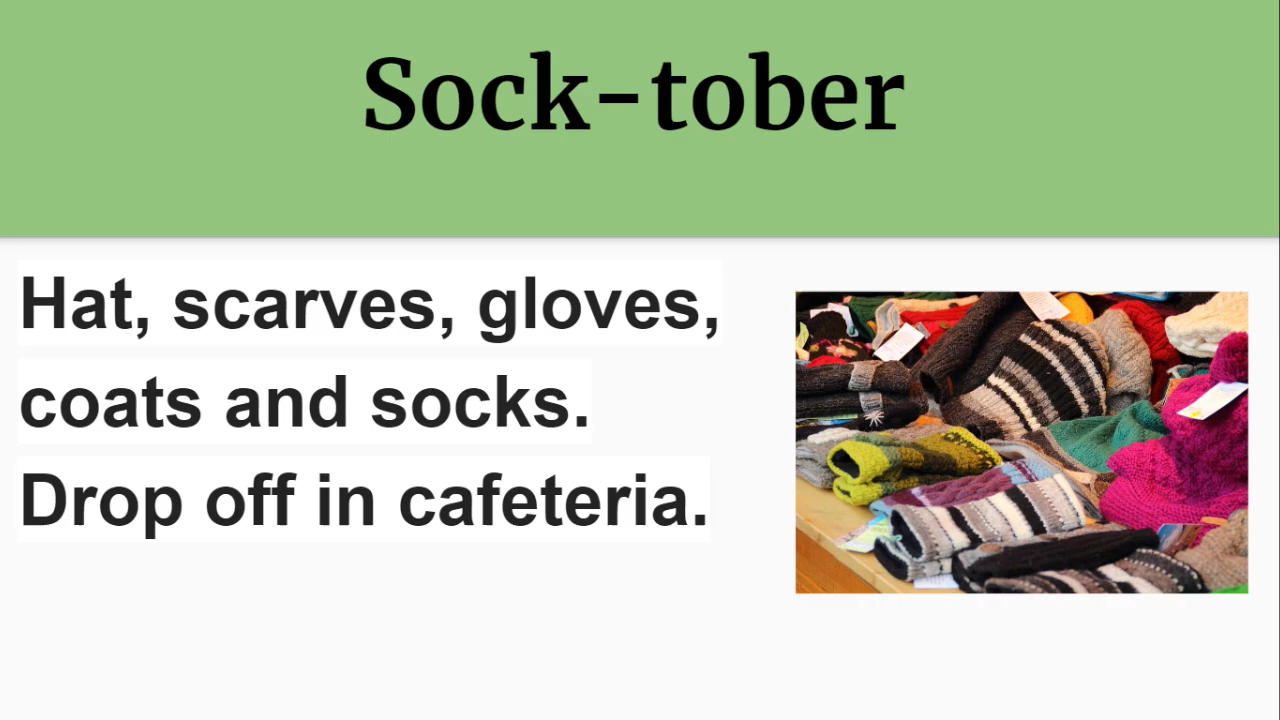 Sock-tober
Hat, scarves, gloves,
coats and socks.
Drop off in cafeteria.